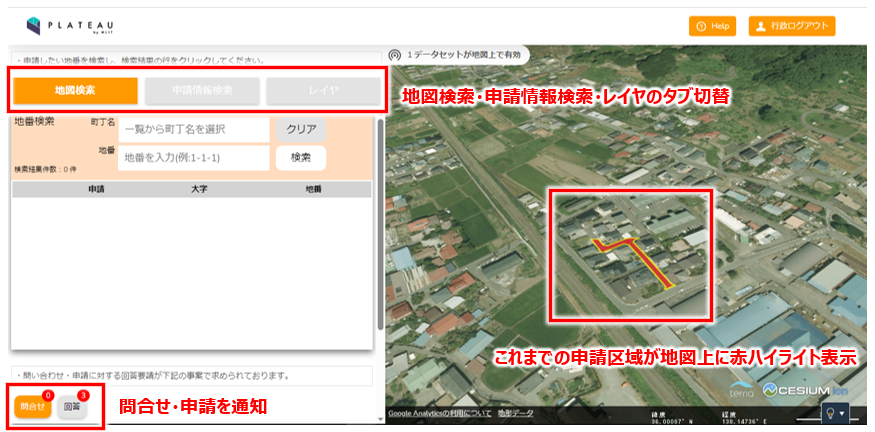 PLATEAU
by MLIT
Help
行政ログアウト
・申請したい地番を検索し、検索結果の行をクリックしてください。
1データセットが地図上で有効
地図検索
申請情報検索
レイヤ
地図検索・申請情報検索・レイヤのタブ切替
地番検索
町丁名
一覧から町丁名を選択
クリア
地番
地番を入力(例:1-1-1)
検索
検索結果件数：0 件
申請
大字
地番
これまでの申請区域が地図上に赤ハイライト表示
・問い合わせ・申請に対する回答要請が下記の事案で求められております。
0
問合せ
3
回答
問合せ・申請を通知
terria
CESIUM ion
Google Analyticsの利用について
地形データ
緯度
36.00087° N
経度
138.14736° E